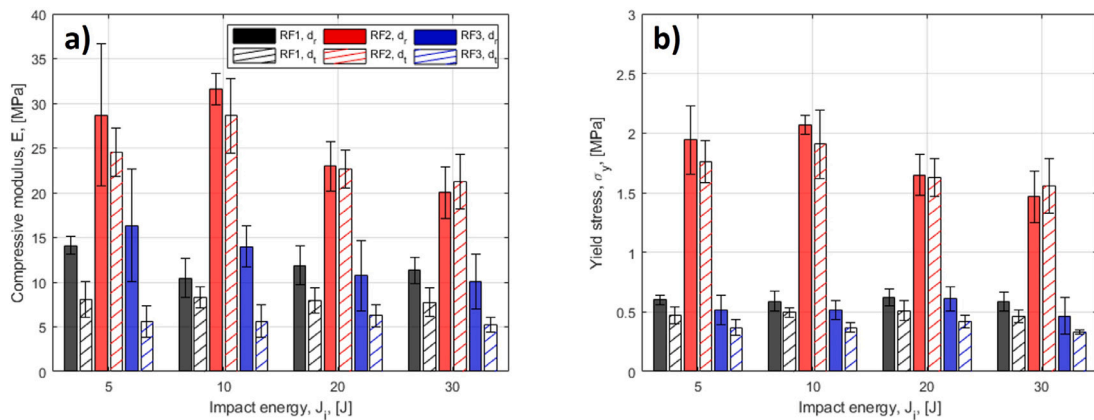 a)
RF1, d_r RF2, d_r RF3, d_r
RF1, d_t RF2, d_t RF3, d_t
Compressive modulus, E, [MPa]
40
35
30
25
20
15
10
5
0
5 10 20 30
Impact energy, J_i, [J]
b)
Yield stress, σ_y, [MPa]
3
2.5
2
1.5
1
0.5
0
5 10 20 30
Impact energy, J_i, [J]